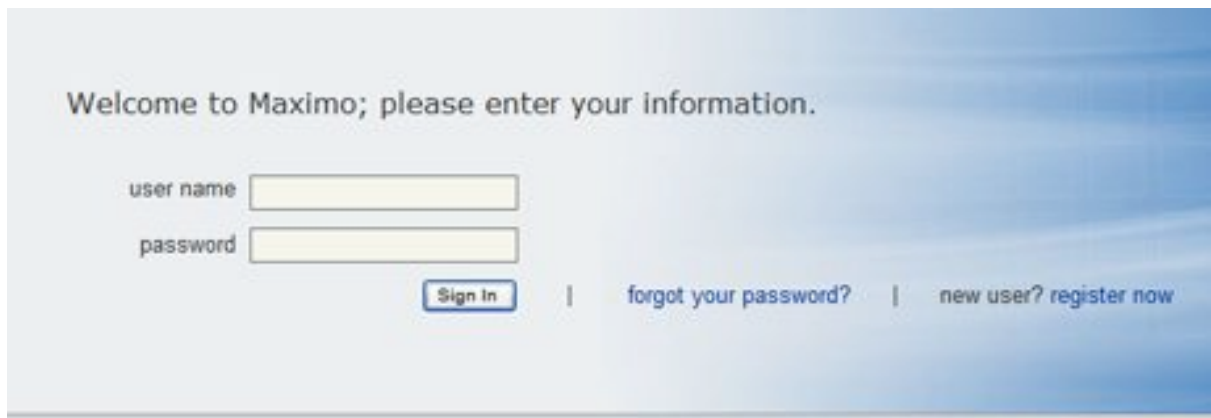 Welcome to Maximo; please enter your information.
user name
password
Sign In | forgot your password? | new user? register now